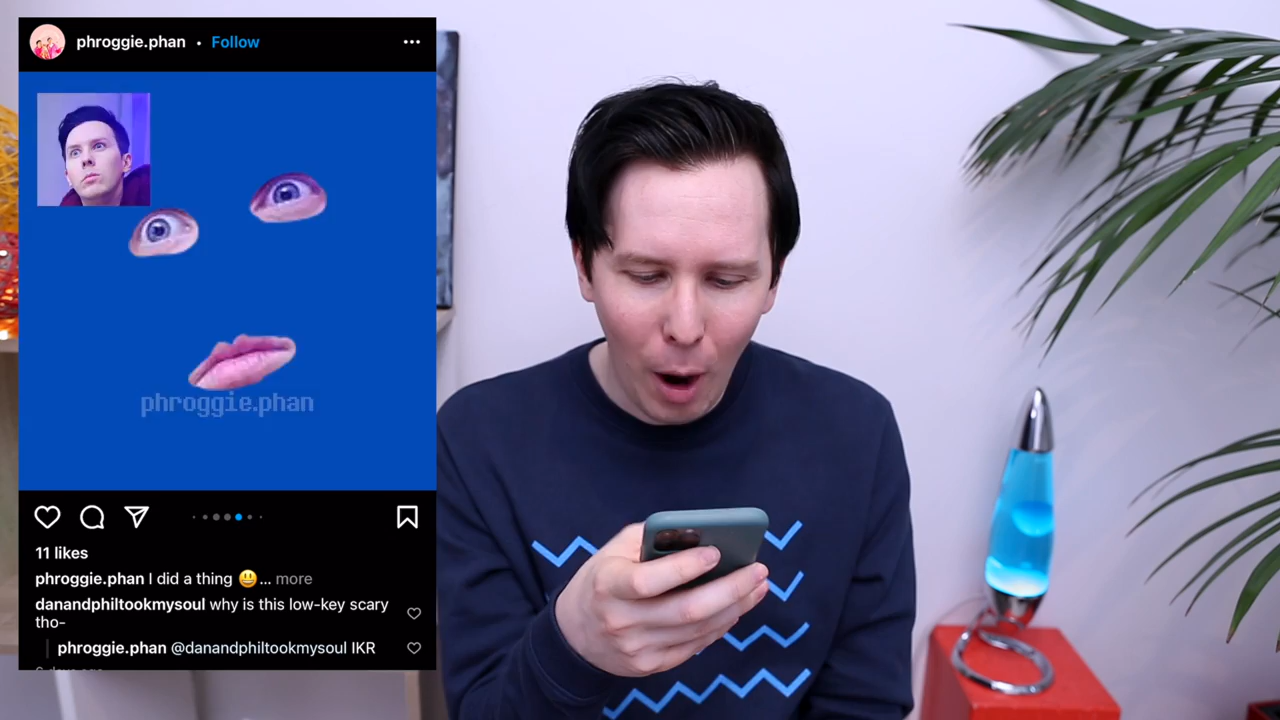 phroggie.phan • Follow
phroggie.phan
11 likes
phroggie.phan I did a thing 😃... more
danandphiltookmysoul why is this low-key scary
tho-
phroggie.phan @danandphiltookmysoul IKR